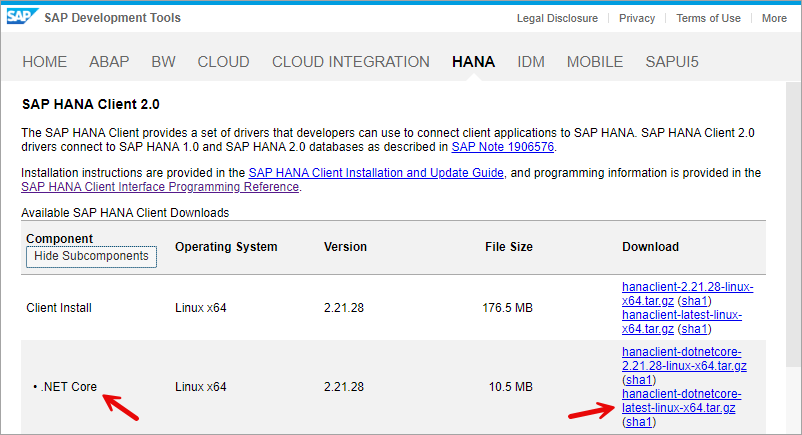 SAP SAP Development Tools Legal Disclosure Privacy Terms of Use More
HOME ABAP BW CLOUD CLOUD INTEGRATION HANA IDM MOBILE SAPUI5
SAP HANA Client 2.0
The SAP HANA Client provides a set of drivers that developers can use to connect client applications to SAP HANA. SAP HANA Client 2.0
drivers connect to SAP HANA 1.0 and SAP HANA 2.0 databases as described in SAP Note 1906576.
Installation instructions are provided in the SAP HANA Client Installation and Update Guide, and programming information is provided in the
SAP HANA Client Interface Programming Reference.
Available SAP HANA Client Downloads
Component
Hide Subcomponents
Operating System
Version
File Size
Download
Client Install
Linux x64
2.21.28
176.5 MB
hanaclient-2.21.28-linux-
x64.tar.gz (sha1)
hanaclient-latest-linux-
x64.tar.gz (sha1)
• .NET Core
Linux x64
2.21.28
10.5 MB
hanaclient-dotnetcore-
2.21.28-linux-x64.tar.gz
(sha1)
hanaclient-dotnetcore-
latest-linux-x64.tar.gz
(sha1)